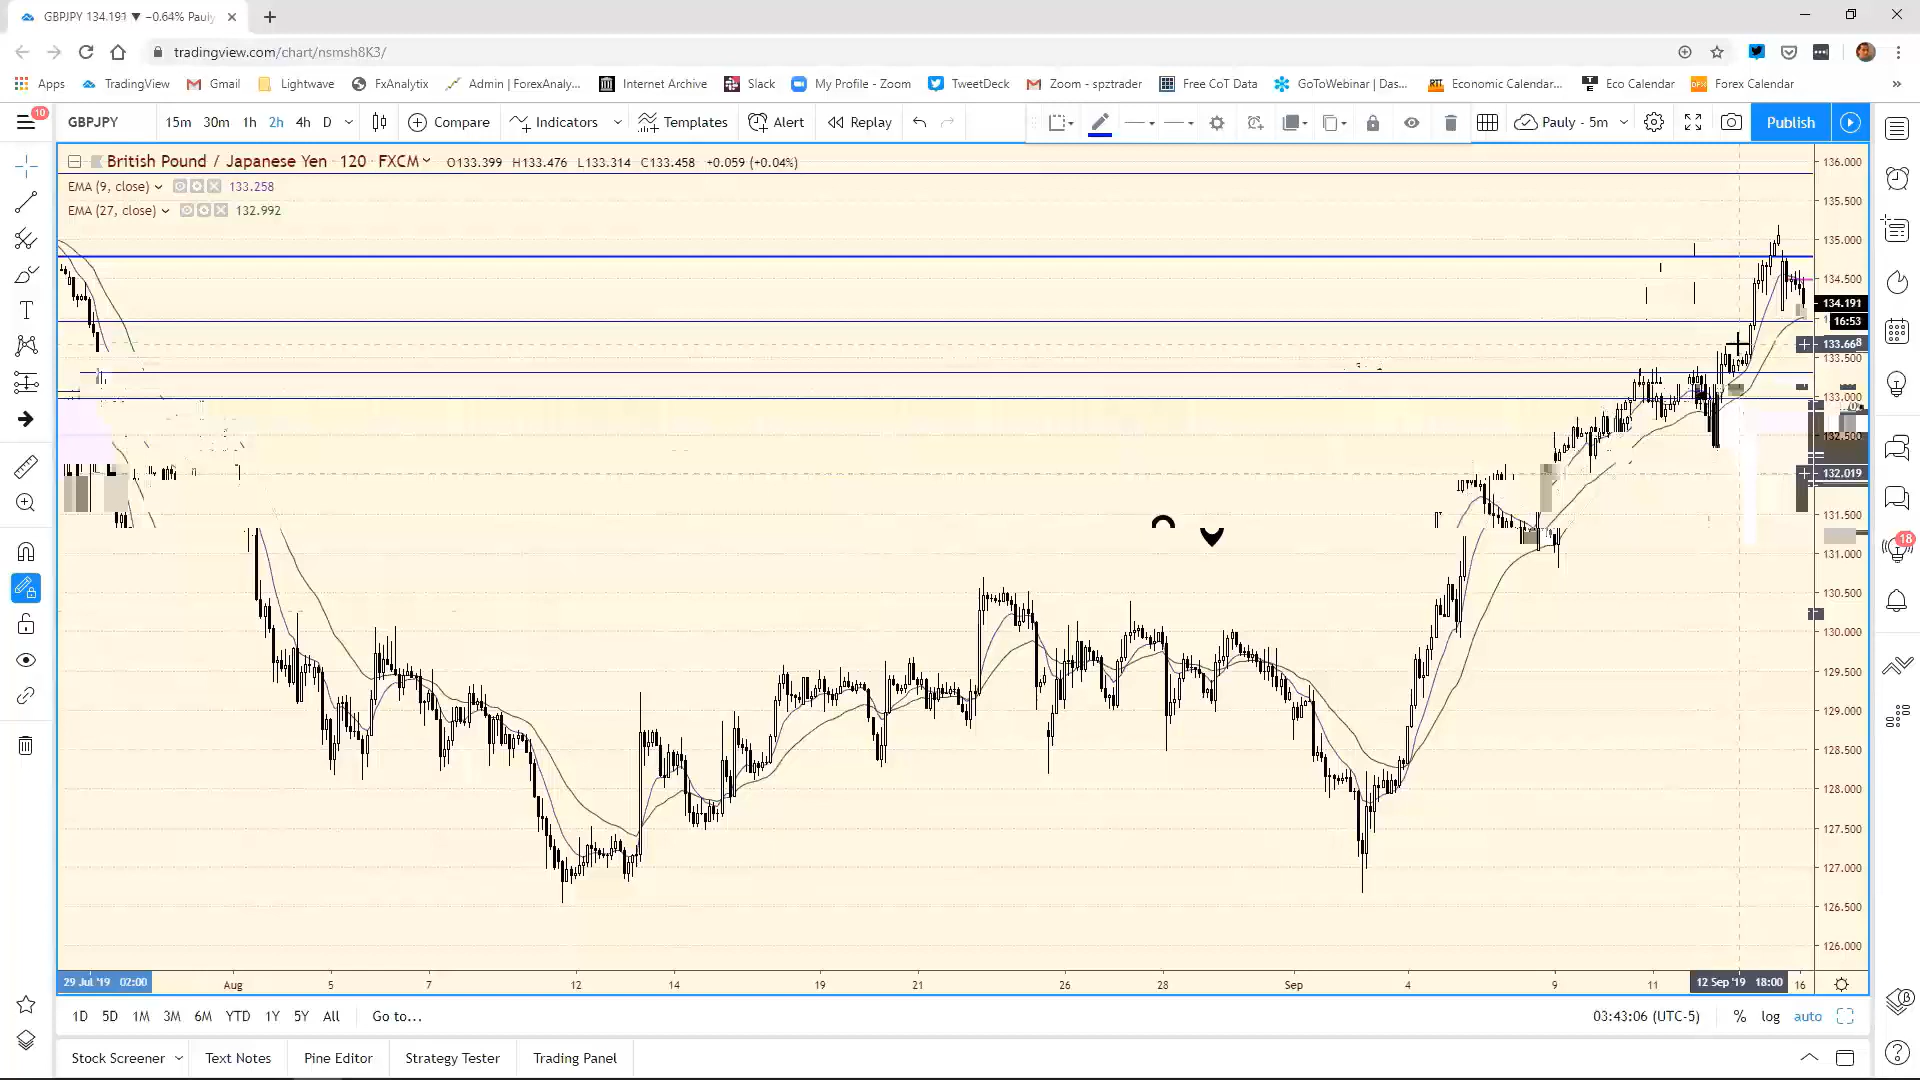 GBPJPY 134.191 ▼ −0.64% Pauly
tradingview.com/chart/nsmsh8K3/
Apps TradingView Gmail Lightwave FxAnalytix Admin | ForexAnaly... Internet Archive Slack My Profile - Zoom TweetDeck Zoom - spztrader Free CoT Data GoToWebinar | Das... Economic Calendar... Eco Calendar Forex Calendar »
10
GBPJPY 15m 30m 1h 2h 4h D Compare Indicators Templates Alert Replay Pauly - 5m Publish
British Pound / Japanese Yen · 120 · FXCM O133.399 H133.476 L133.314 C133.458 +0.059 (+0.04%)
EMA (9, close) 133.258
EMA (27, close) 132.992
136.000
135.500
135.000
134.500
134.191
16:53
133.668
133.500
133.000
132.500
132.019
131.500
131.000
130.500
130.000
129.500
129.000
128.500
128.000
127.500
127.000
126.500
126.000
18
29 Jul '19 02:00 Aug 5 7 12 14 19 21 26 28 Sep 4 9 11 12 Sep '19 18:00 16
1D 5D 1M 3M 6M YTD 1Y 5Y All Go to... 03:43:06 (UTC-5) % log auto
Stock Screener Text Notes Pine Editor Strategy Tester Trading Panel